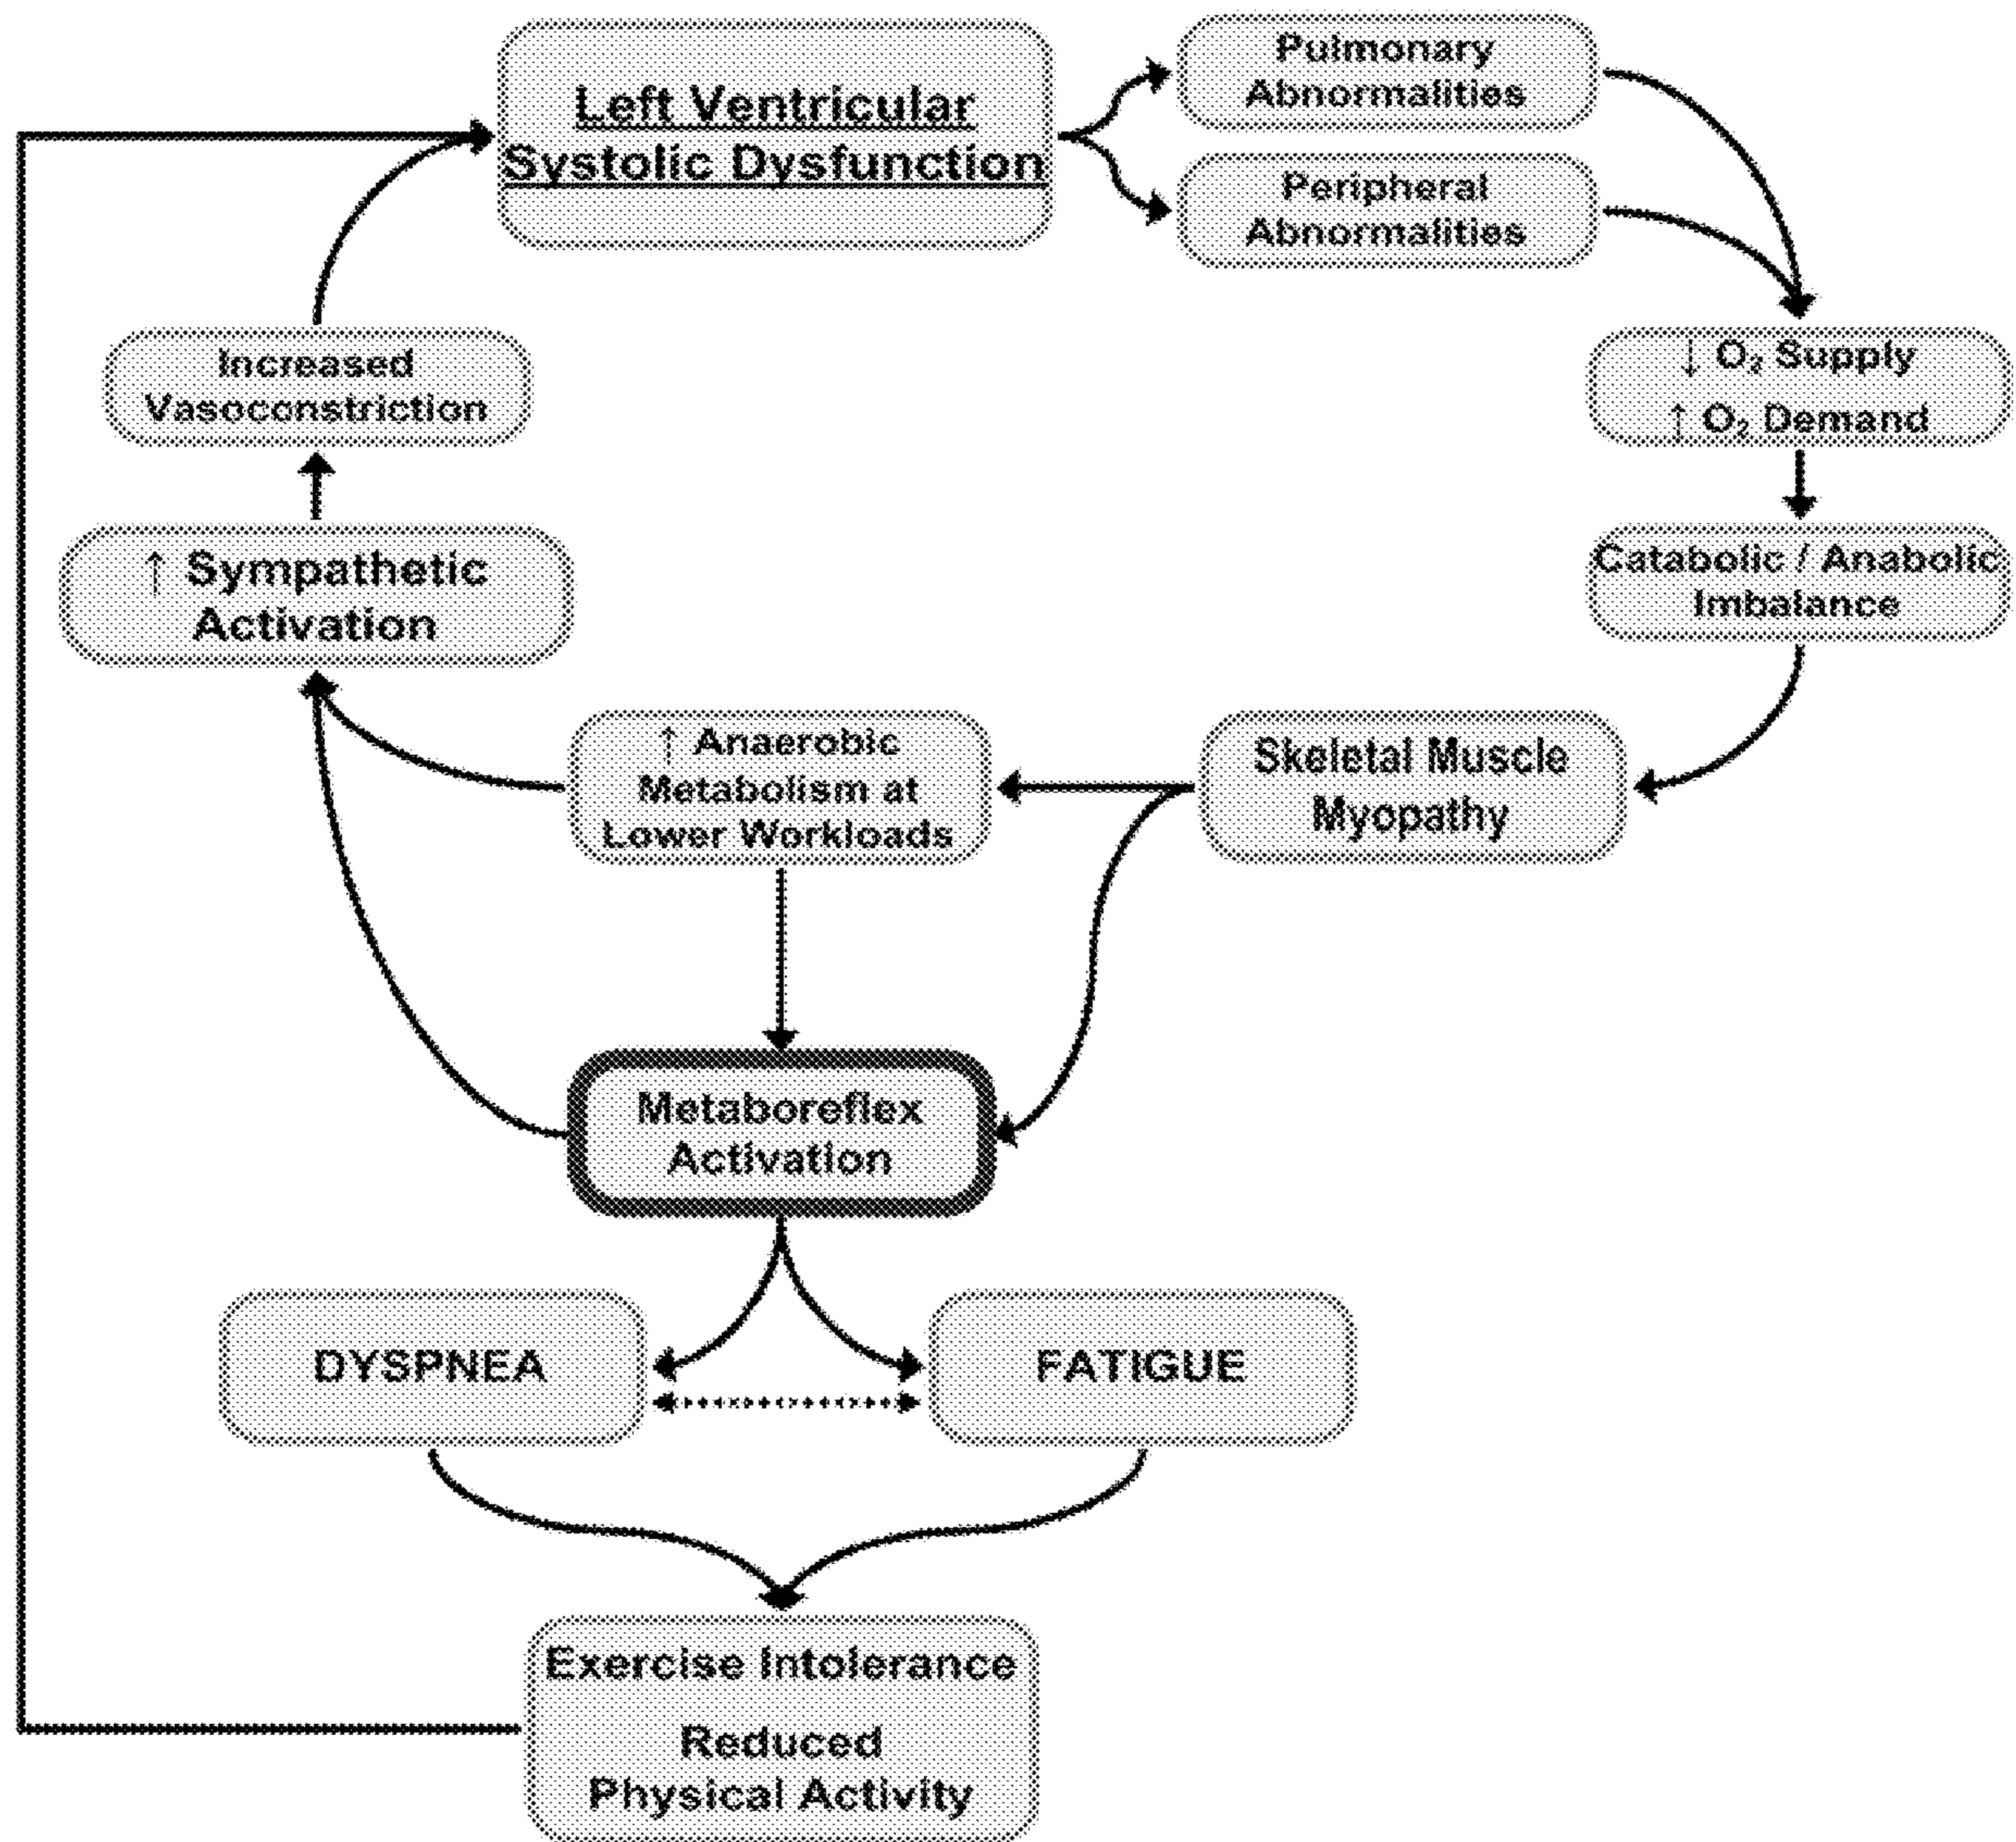 Left Ventricular
Systolic Dysfunction
Pulmonary
Abnormalities
Peripheral
Abnormalities
↓ O₂ Supply
↑ O₂ Demand
Catabolic / Anabolic
Imbalance
Skeletal Muscle
Myopathy
↑ Anaerobic
Metabolism at
Lower Workloads
Increased
Vasoconstriction
↑ Sympathetic
Activation
Metaboreflex
Activation
DYSPNEA
FATIGUE
Exercise Intolerance
Reduced
Physical Activity